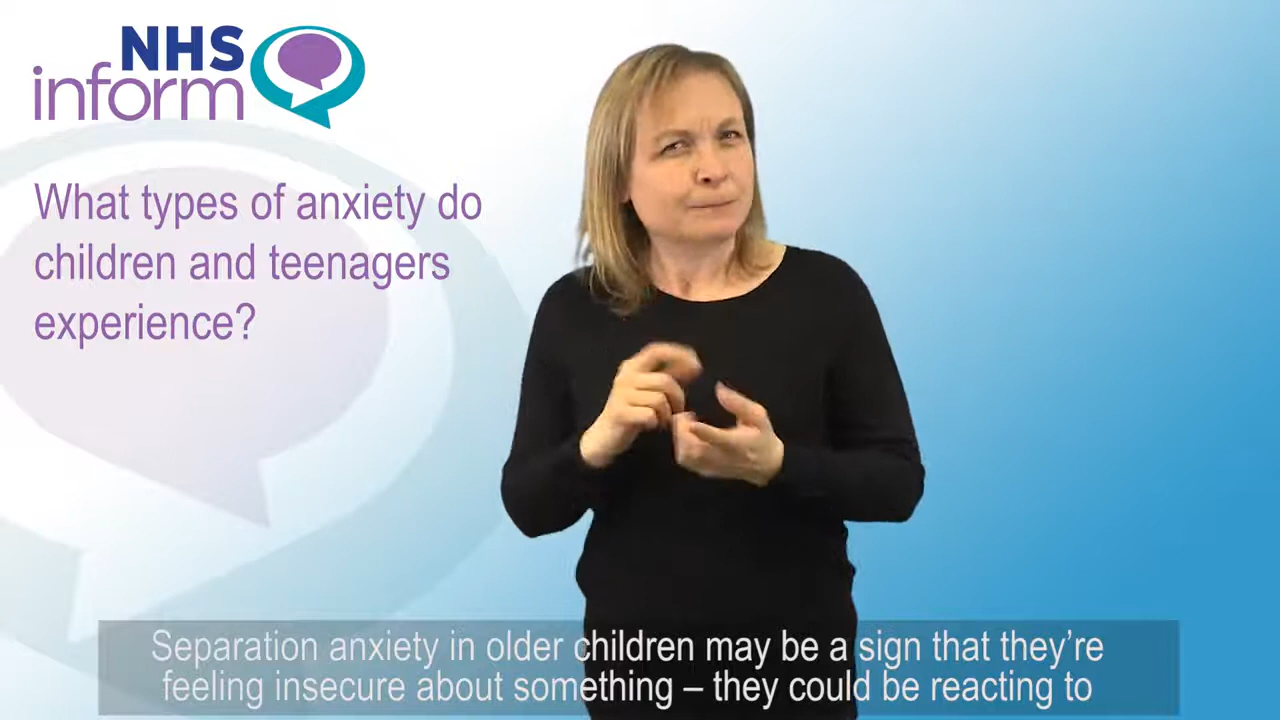 NHS
inform
What types of anxiety do
children and teenagers
experience?
Separation anxiety in older children may be a sign that they’re
feeling insecure about something – they could be reacting to